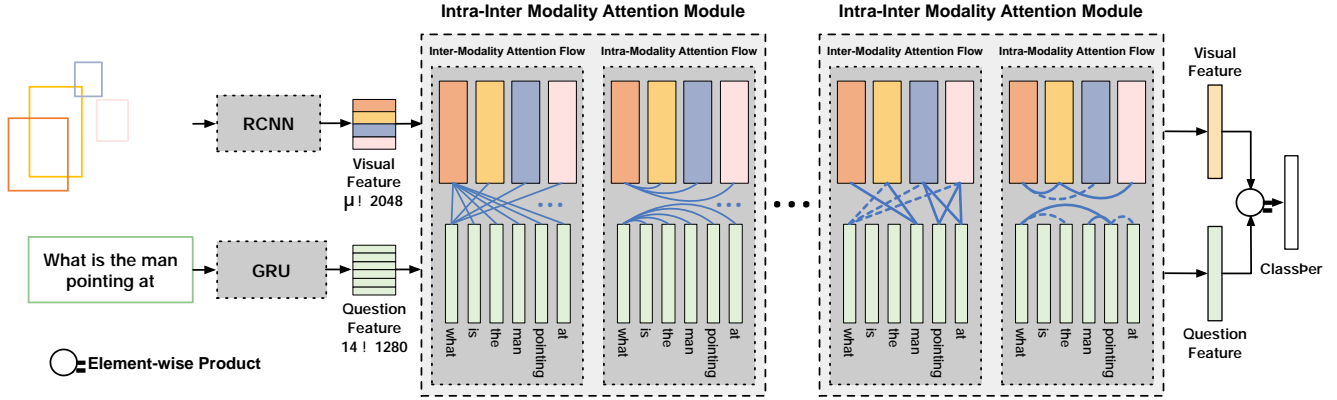 Intra-Inter Modality Attention Module
Intra-Inter Modality Attention Module
Inter-Modality Attention Flow
Intra-Modality Attention Flow
Inter-Modality Attention Flow
Intra-Modality Attention Flow
RCNN
Visual
Feature
µ ! 2048
What is the man
pointing at
GRU
Question
Feature
14 ! 1280
what
is
the
man
pointing
at
what
is
the
man
pointing
at
what
is
the
man
pointing
at
what
is
the
man
pointing
at
Visual
Feature
ClassÞer
Question
Feature
Element-wise Product